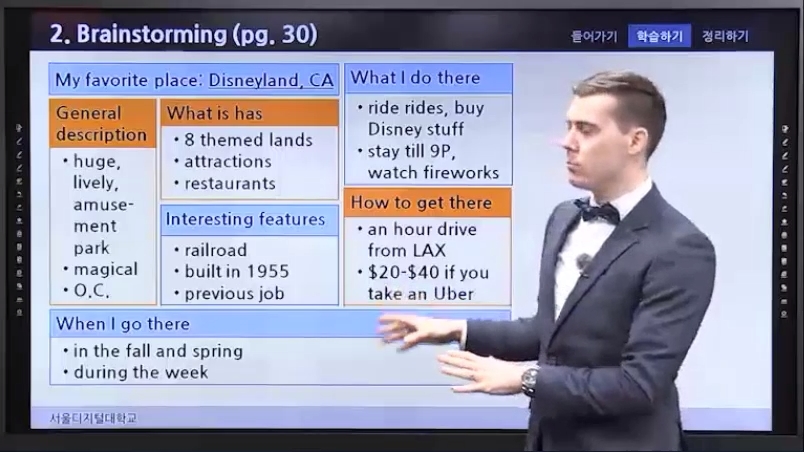 2. Brainstorming (pg. 30)
들어가기 학습하기 정리하기
My favorite place: Disneyland, CA
General
description
• huge,
lively,
amuse-
ment
park
• magical
• O.C.
What is has
• 8 themed lands
• attractions
• restaurants
Interesting features
• railroad
• built in 1955
• previous job
What I do there
• ride rides, buy
Disney stuff
• stay till 9P,
watch fireworks
How to get there
• an hour drive
from LAX
• $20-$40 if you
take an Uber
When I go there
• in the fall and spring
• during the week
서울디지털대학교